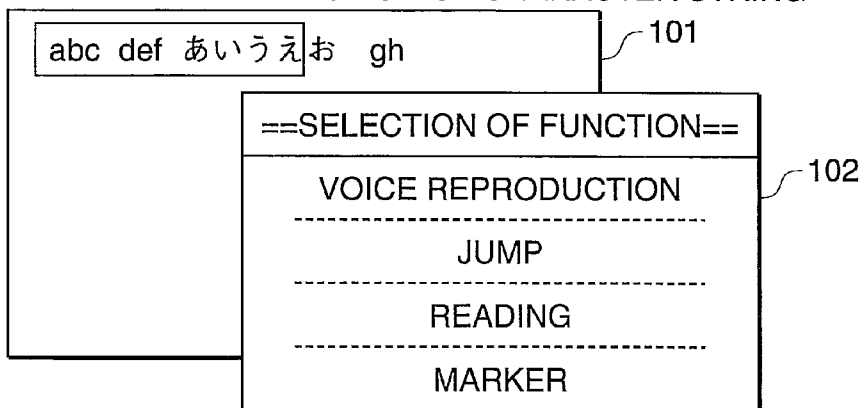 abc def あいうえお gh
101
==SELECTION OF FUNCTION==
102
VOICE REPRODUCTION
JUMP
READING
MARKER